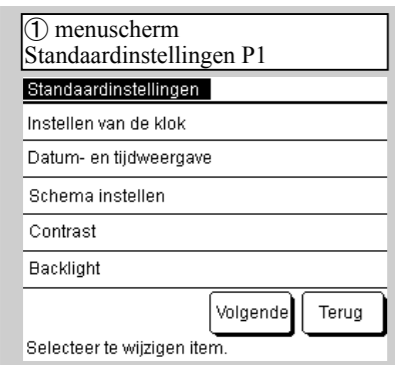 ① menuscherm
Standaardinstellingen P1
Standaardinstellingen
Instellen van de klok
Datum- en tijdweergave
Schema instellen
Contrast
Backlight
Volgende Terug
Selecteer te wijzigen item.